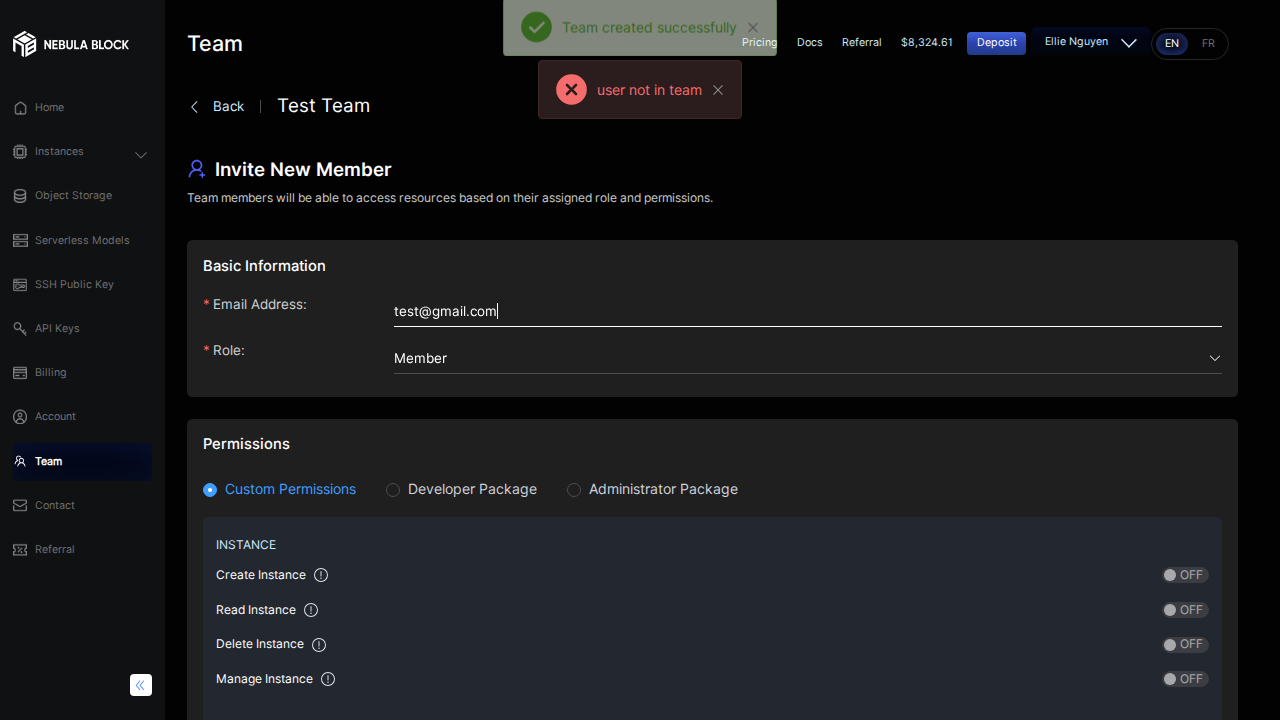 NEBULA BLOCK
Team
Team created successfully
Pricing
Docs
Referral
$8,324.61
Deposit
Ellie Nguyen
EN
FR
user not in team
Back
Test Team
Home
Instances
Object Storage
Serverless Models
SSH Public Key
API Keys
Billing
Account
Team
Contact
Referral
Invite New Member
Team members will be able to access resources based on their assigned role and permissions.
Basic Information
* Email Address:
test@gmail.com
* Role:
Member
Permissions
Custom Permissions
Developer Package
Administrator Package
INSTANCE
Create Instance
OFF
Read Instance
OFF
Delete Instance
OFF
Manage Instance
OFF